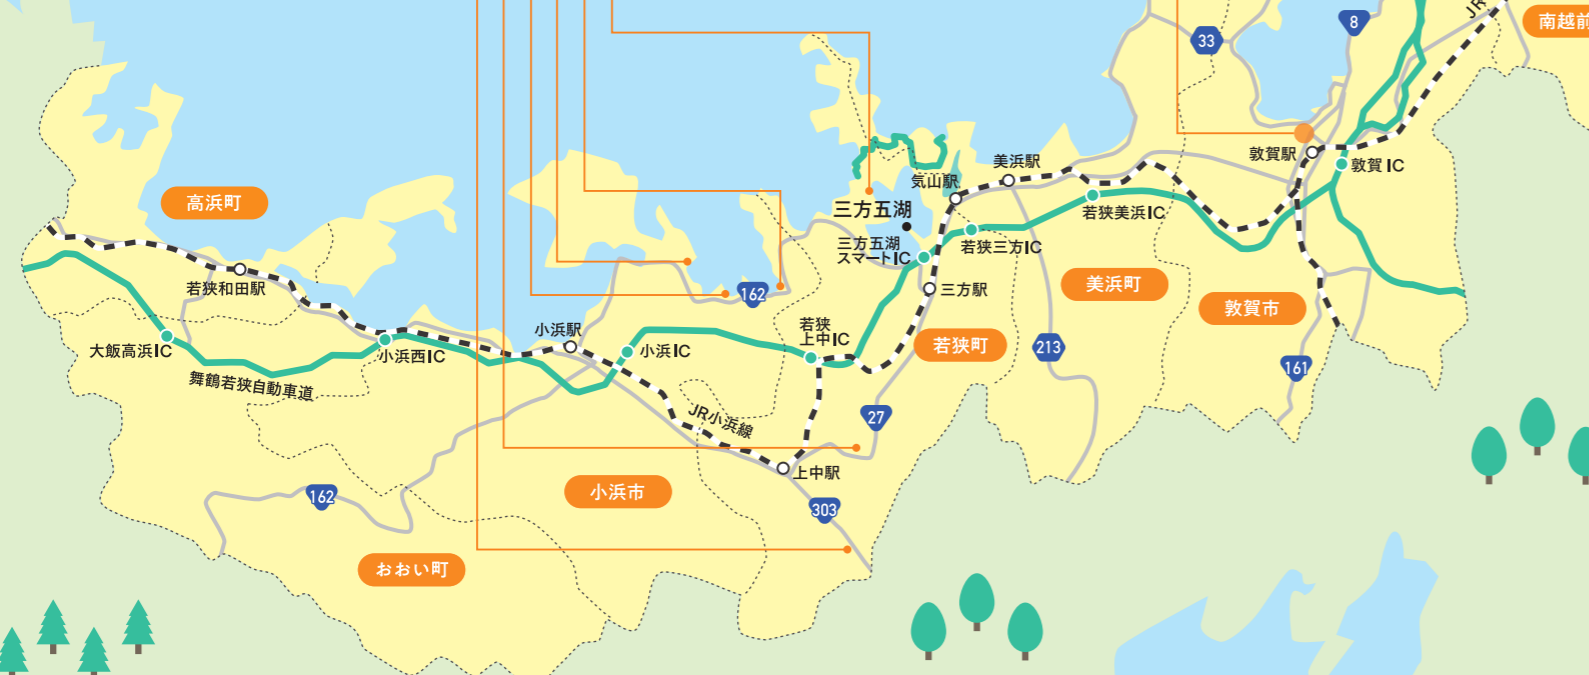 JR
南越前
8
33
敦賀駅
敦賀IC
美浜駅
気山駅
高浜町
三方五湖
若狭美浜IC
三方五湖
スマートIC
若狭三方IC
若狭和田駅
美浜町
三方駅
162
敦賀市
小浜駅
若狭
上中IC
大飯高浜IC
小浜西IC
小浜IC
若狭町
213
舞鶴若狭自動車道
161
JR小浜線
27
上中駅
162
小浜市
303
おおい町